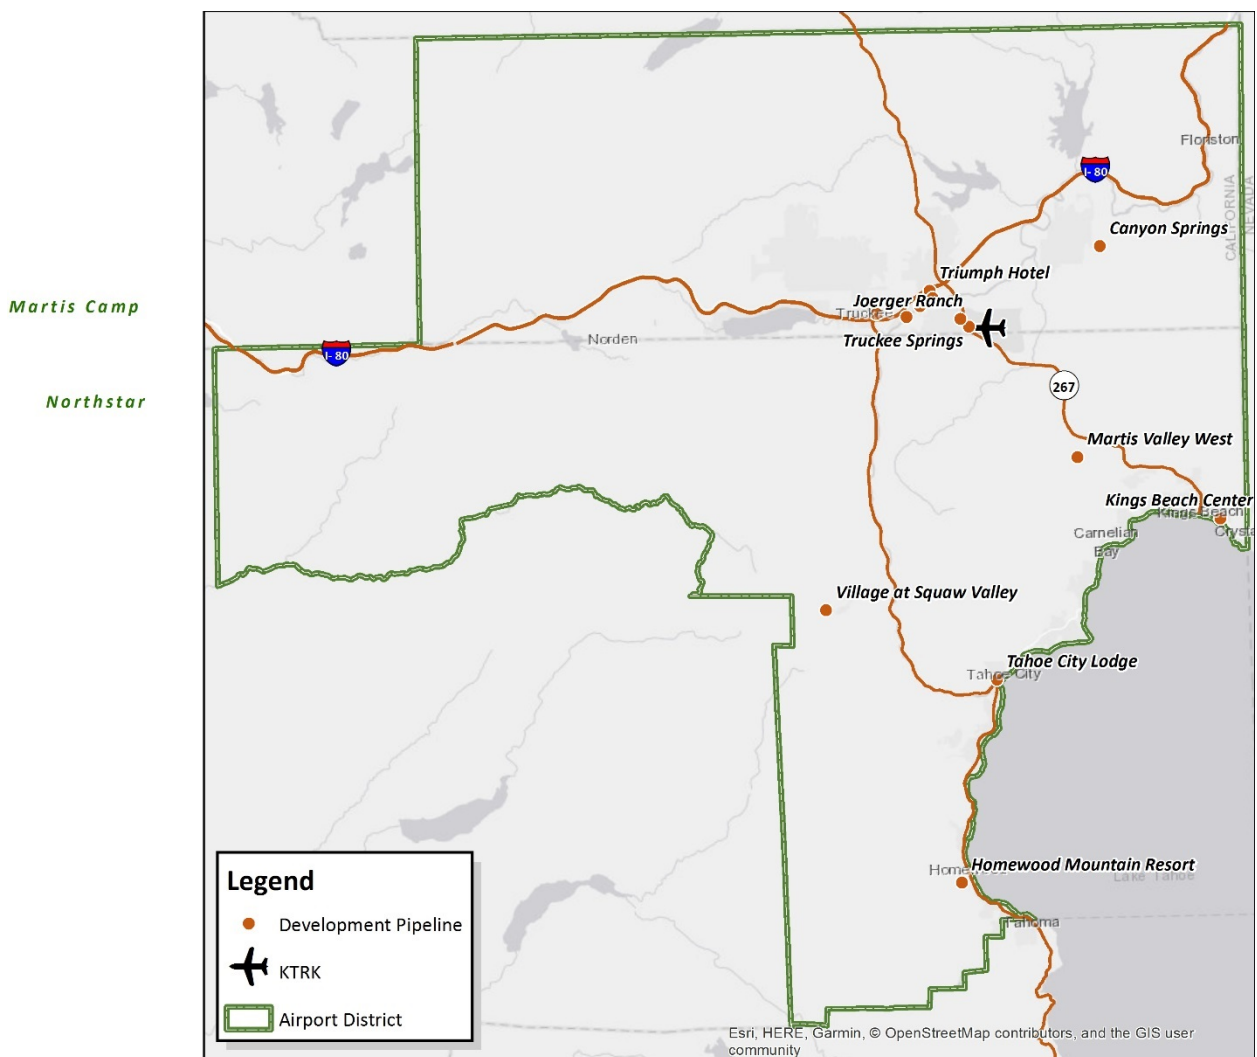 Floriston
I-80
CALIFORNIA
NEVADA
Canyon Springs
Triumph Hotel
Martis Camp
Joerger Ranch
Truckee
Truckee Springs
Norden
I-80
267
Northstar
Martis Valley West
Kings Beach Center
Kings Beach
Carnelian
Bay
Crysta
Village at Squaw Valley
Tahoe City Lodge
Tahoe City
Homewood Mountain Resort
Homewood
Lake Tahoe
Tahoma
Legend
Development Pipeline
KTRK
Airport District
Esri, HERE, Garmin, © OpenStreetMap contributors, and the GIS user
community